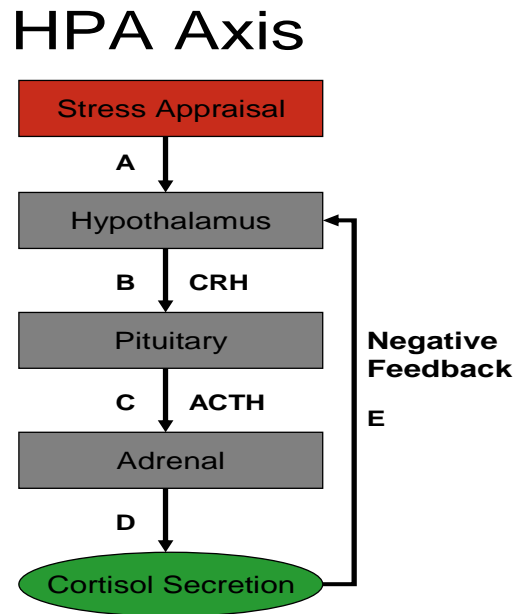 HPA Axis
Stress Appraisal
A
Hypothalamus
B CRH
Pituitary
Negative
Feedback
C ACTH
E
Adrenal
D
Cortisol Secretion